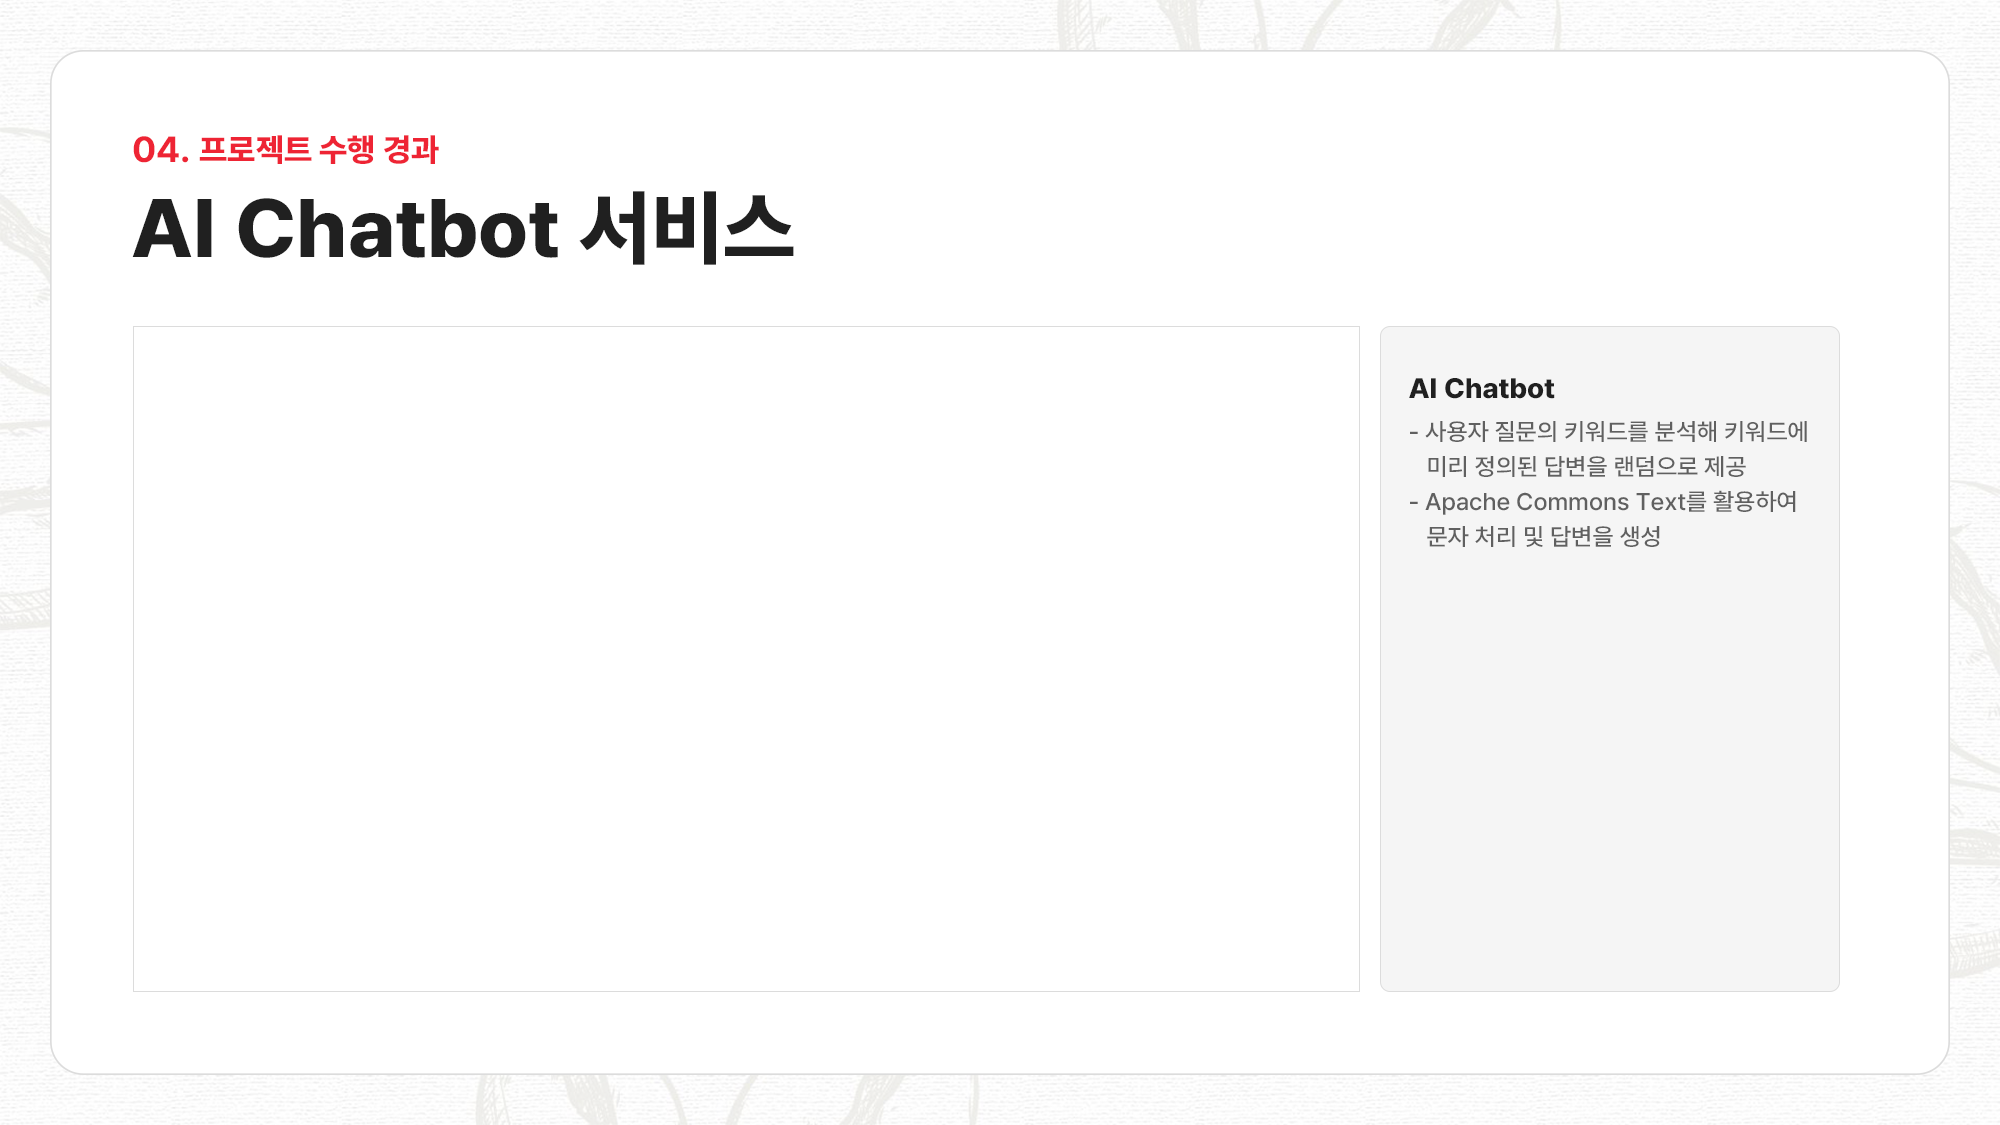 04. 프로젝트 수행 경과
AI Chatbot 서비스
AI Chatbot
- 사용자 질문의 키워드를 분석해 키워드에
미리 정의된 답변을 랜덤으로 제공
- Apache Commons Text를 활용하여
문자 처리 및 답변을 생성